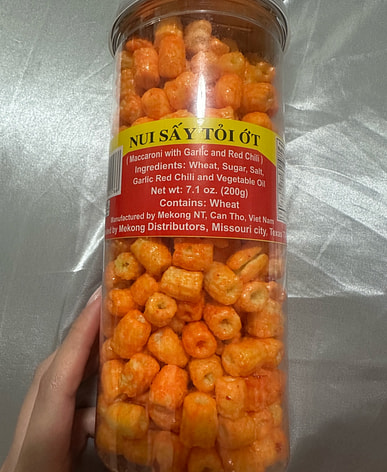 NUI SẤY TỎI ỚT
( Maccaroni with Garlic and Red Chili )
Ingredients: Wheat, Sugar, Salt,
Garlic Red Chili and Vegetable Oil
Net wt: 7.1 oz. (200g)
Contains: Wheat
Manufactured by Mekong NT, Can Tho, Viet Nam
by Mekong Distributors, Missouri city, Texas